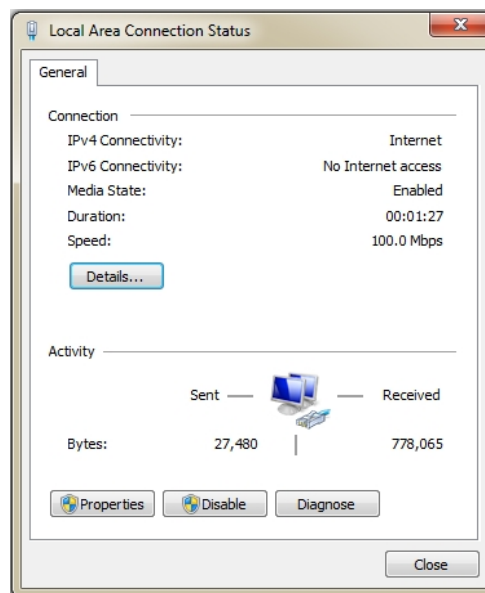 Local Area Connection Status
General
Connection
IPv4 Connectivity: Internet
IPv6 Connectivity: No Internet access
Media State: Enabled
Duration: 00:01:27
Speed: 100.0 Mbps
Details...
Activity
Sent Received
Bytes: 27,480 778,065
Properties Disable Diagnose
Close